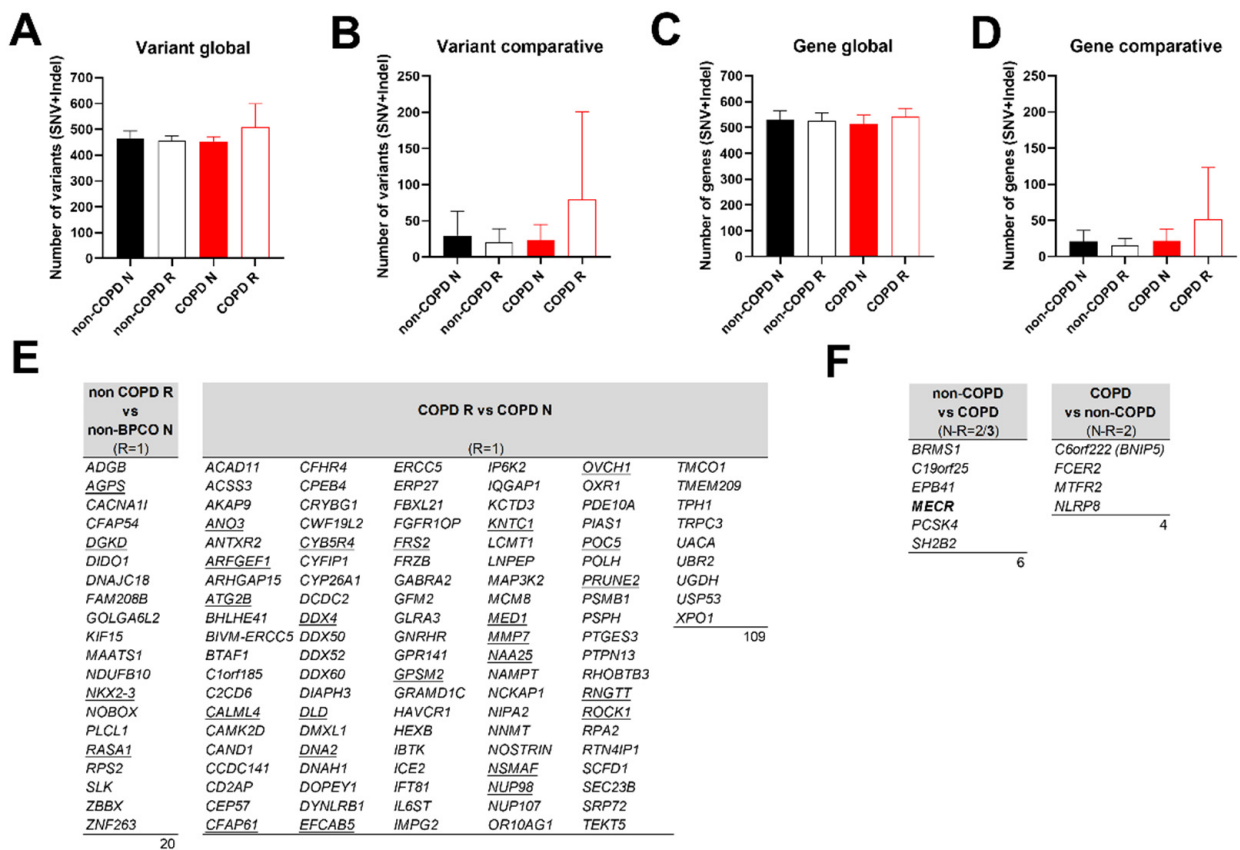 A
Variant global
Number of variants (SNV+Indel)
700
600
500
400
300
200
100
0
non-COPD N
non-COPD R
COPD N
COPD R
B
Variant comparative
Number of variants (SNV+Indel)
250
200
150
100
50
0
non-COPD N
non-COPD R
COPD N
COPD R
C
Gene global
Number of genes (SNV+Indel)
700
600
500
400
300
200
100
0
non-COPD N
non-COPD R
COPD N
COPD R
D
Gene comparative
Number of genes (SNV+Indel)
250
200
150
100
50
0
non-COPD N
non-COPD R
COPD N
COPD R
E
non COPD R
vs
non-BPCO N
(R=1)
ADGB
AGPS
CACNA1I
CFAP54
DGKD
DIDO1
DNAJC18
FAM208B
GOLGA6L2
KIF15
MAATS1
NDUFB10
NKX2-3
NOBOX
PLCL1
RASA1
RPS2
SLK
ZBBX
ZNF263
20
COPD R vs COPD N
(R=1)
ACAD11 CFHR4 ERCC5 IP6K2 OVCH1 TMCO1
ACSS3 CPEB4 ERP27 IQGAP1 OXR1 TMEM209
AKAP9 CRYBG1 FBXL21 KCTD3 PDE10A TPH1
ANO3 CWF19L2 FGFR1OP KNTC1 PIAS1 TRPC3
ANTXR2 CYB5R4 FRS2 LCMT1 POC5 UACA
ARFGEF1 CYFIP1 FRZB LNPEP POLH UBR2
ARHGAP15 CYP26A1 GABRA2 MAP3K2 PRUNE2 UGDH
ATG2B DCDC2 GFM2 MCM8 PSMB1 USP53
BHLHE41 DDX4 GLRA3 MED1 PSPH XPO1
BIVM-ERCC5 DDX50 GNRHR MMP7 PTGES3 109
BTAF1 DDX52 GPR141 NAA25 PTPN13
C1orf185 DDX60 GPSM2 NAMPT RHOBTB3
C2CD6 DIAPH3 GRAMD1C NCKAP1 RNGTT
CALML4 DLD HAVCR1 NIPA2 ROCK1
CAMK2D DMXL1 HEXB NNMT RPA2
CAND1 DNA2 IBTK NOSTRIN RTN4IP1
CCDC141 DNAH1 ICE2 NSMAF SCFD1
CD2AP DOPEY1 IFT81 NUP98 SEC23B
CEP57 DYNLRB1 IL6ST NUP107 SRP72
CFAP61 EFCAB5 IMPG2 OR10AG1 TEKT5
F
non-COPD
vs COPD
(N-R=2/3)
BRMS1
C19orf25
EPB41
MECR
PCSK4
SH2B2
6
COPD
vs non-COPD
(N-R=2)
C6orf222 (BNIP5)
FCER2
MTFR2
NLRP8
4